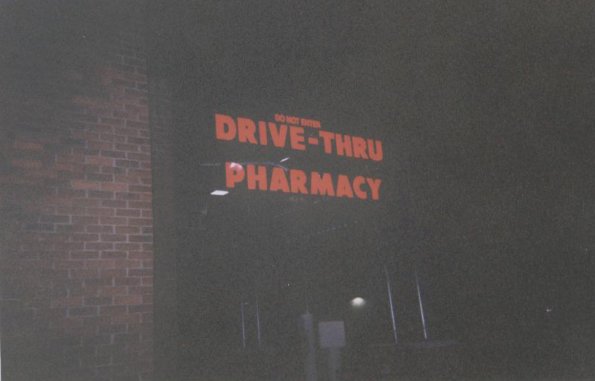 DO NOT ENTER
DRIVE-THRU
PHARMACY